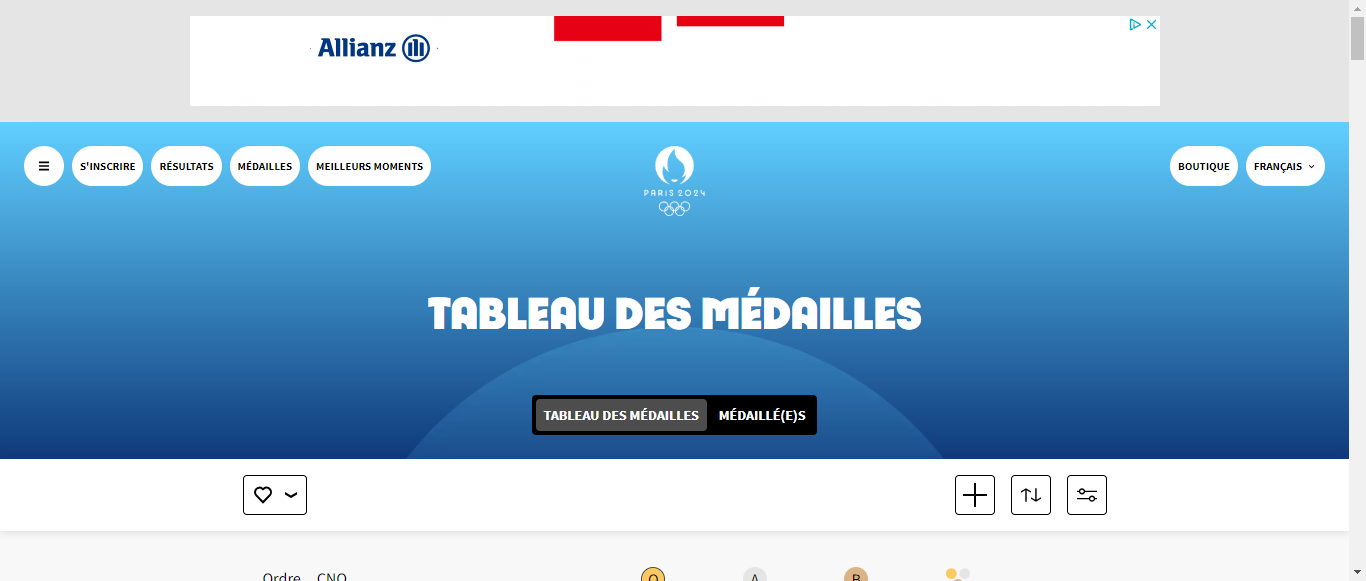 Allianz
S'INSCRIRE
RÉSULTATS
MÉDAILLES
MEILLEURS MOMENTS
PARIS 2024
BOUTIQUE
FRANÇAIS
TABLEAU DES MÉDAILLES
TABLEAU DES MÉDAILLES
MÉDAILLÉ(E)S
Ordre
CNO
O
A
B